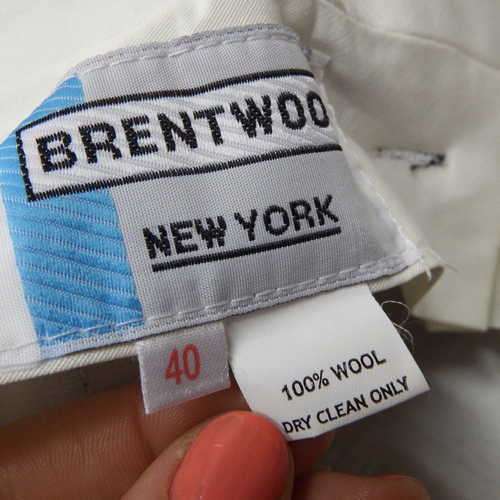 BRENTWOO
NEW YORK
40
100% WOOL
DRY CLEAN ONLY